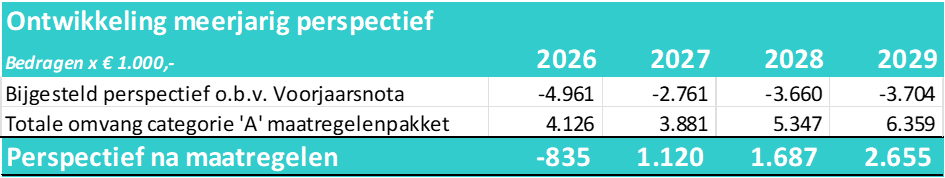 Ontwikkeling meerjarig perspectief
Bedragen x € 1.000,- 2026 2027 2028 2029
Bijgesteld perspectief o.b.v. Voorjaarsnota -4.961 -2.761 -3.660 -3.704
Totale omvang categorie 'A' maatregelenpakket 4.126 3.881 5.347 6.359
Perspectief na maatregelen -835 1.120 1.687 2.655